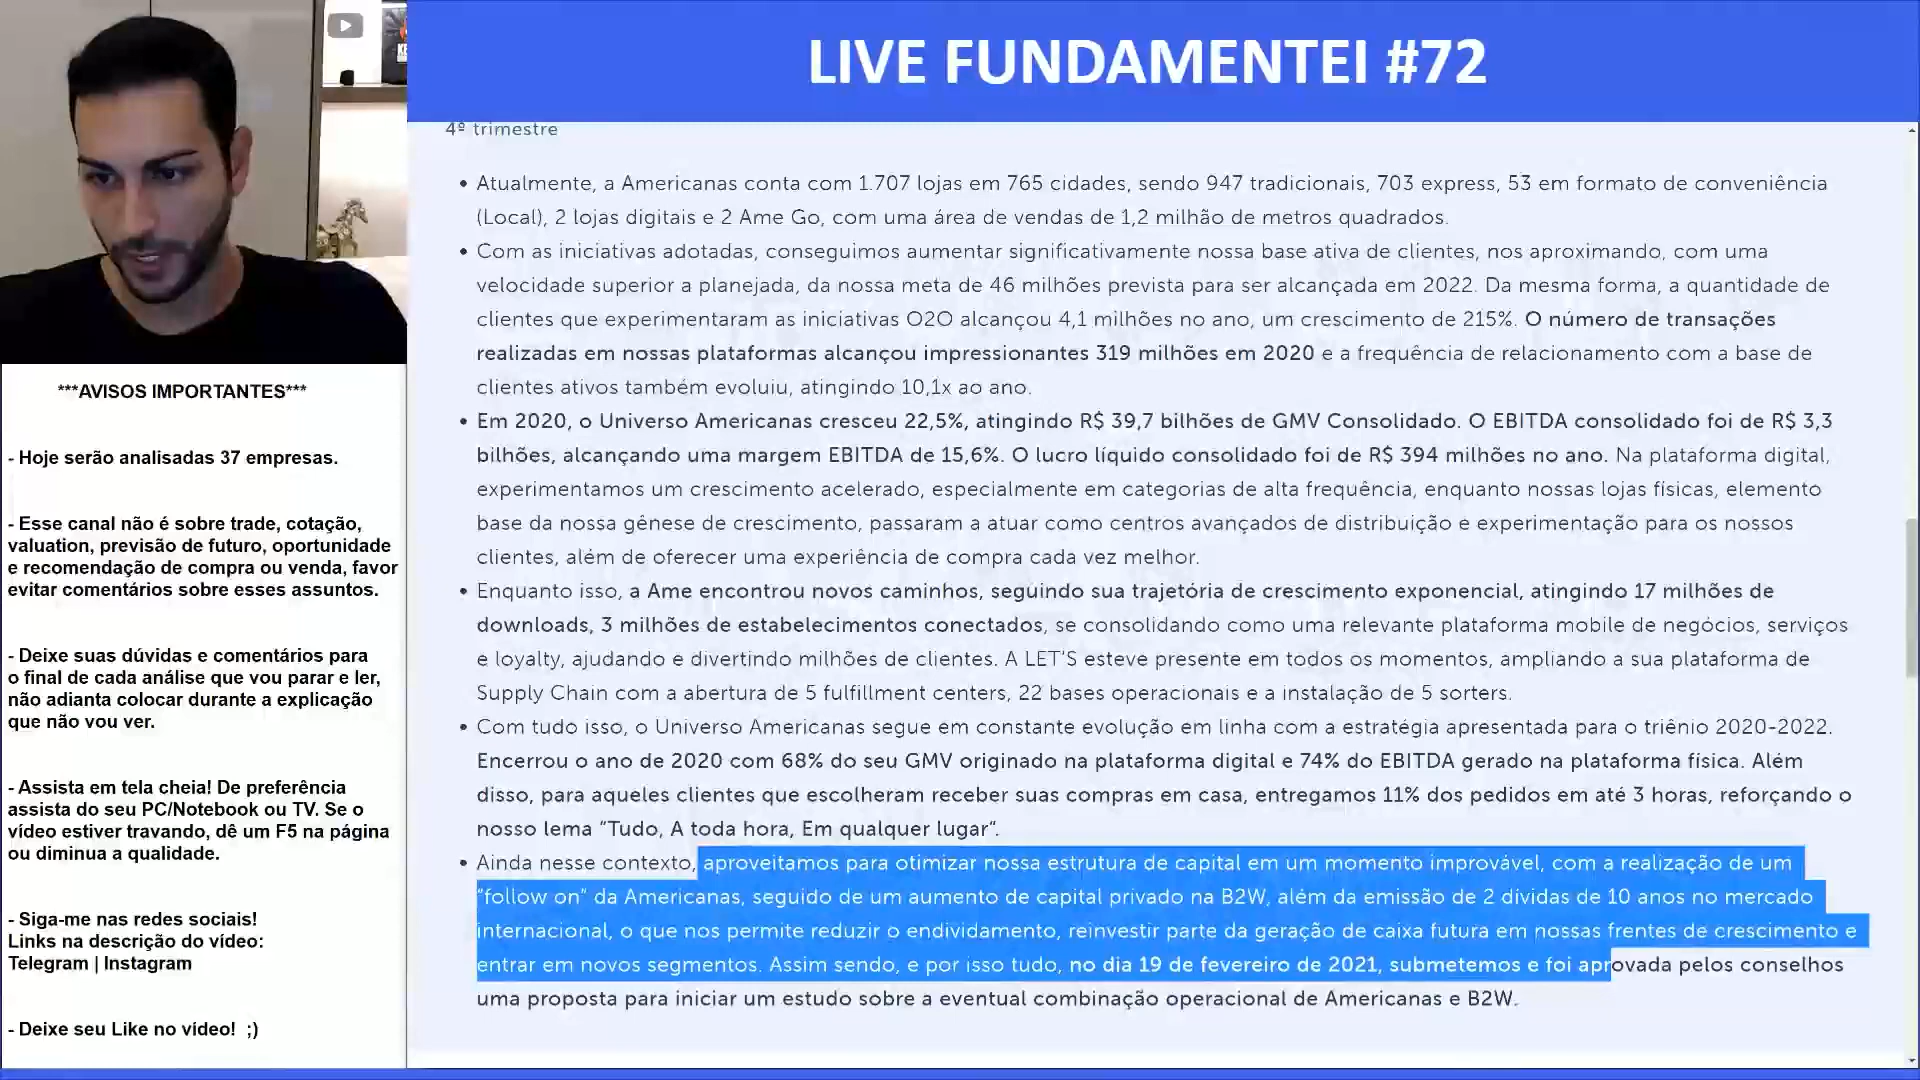 LIVE FUNDAMENTEI #72
4º trimestre
• Atualmente, a Americanas conta com 1.707 lojas em 765 cidades, sendo 947 tradicionais, 703 express, 53 em formato de conveniência
(Local), 2 lojas digitais e 2 Ame Go, com uma área de vendas de 1,2 milhão de metros quadrados.
• Com as iniciativas adotadas, conseguimos aumentar significativamente nossa base ativa de clientes, nos aproximando, com uma
velocidade superior a planejada, da nossa meta de 46 milhões prevista para ser alcançada em 2022. Da mesma forma, a quantidade de
clientes que experimentaram as iniciativas O2O alcançou 4,1 milhões no ano, um crescimento de 215%. O número de transações
realizadas em nossas plataformas alcançou impressionantes 319 milhões em 2020 e a frequência de relacionamento com a base de
clientes ativos também evoluiu, atingindo 10,1x ao ano.
• Em 2020, o Universo Americanas cresceu 22,5%, atingindo R$ 39,7 bilhões de GMV Consolidado. O EBITDA consolidado foi de R$ 3,3
bilhões, alcançando uma margem EBITDA de 15,6%. O lucro líquido consolidado foi de R$ 394 milhões no ano. Na plataforma digital,
experimentamos um crescimento acelerado, especialmente em categorias de alta frequência, enquanto nossas lojas físicas, elemento
base da nossa gênese de crescimento, passaram a atuar como centros avançados de distribuição e experimentação para os nossos
clientes, além de oferecer uma experiência de compra cada vez melhor.
• Enquanto isso, a Ame encontrou novos caminhos, seguindo sua trajetória de crescimento exponencial, atingindo 17 milhões de
downloads, 3 milhões de estabelecimentos conectados, se consolidando como uma relevante plataforma mobile de negócios, serviços
e loyalty, ajudando e divertindo milhões de clientes. A LET'S esteve presente em todos os momentos, ampliando a sua plataforma de
Supply Chain com a abertura de 5 fulfillment centers, 22 bases operacionais e a instalação de 5 sorters.
• Com tudo isso, o Universo Americanas segue em constante evolução em linha com a estratégia apresentada para o triênio 2020-2022.
Encerrou o ano de 2020 com 68% do seu GMV originado na plataforma digital e 74% do EBITDA gerado na plataforma física. Além
disso, para aqueles clientes que escolheram receber suas compras em casa, entregamos 11% dos pedidos em até 3 horas, reforçando o
nosso lema "Tudo, A toda hora, Em qualquer lugar".
• Ainda nesse contexto, aproveitamos para otimizar nossa estrutura de capital em um momento improvável, com a realização de um
"follow on" da Americanas, seguido de um aumento de capital privado na B2W, além da emissão de 2 dívidas de 10 anos no mercado
internacional, o que nos permite reduzir o endividamento, reinvestir parte da geração de caixa futura em nossas frentes de crescimento e
entrar em novos segmentos. Assim sendo, e por isso tudo, no dia 19 de fevereiro de 2021, submetemos e foi aprovada pelos conselhos
uma proposta para iniciar um estudo sobre a eventual combinação operacional de Americanas e B2W.
***AVISOS IMPORTANTES***
- Hoje serão analisadas 37 empresas.
- Esse canal não é sobre trade, cotação,
valuation, previsão de futuro, oportunidade
e recomendação de compra ou venda, favor
evitar comentários sobre esses assuntos.
- Deixe suas dúvidas e comentários para
o final de cada análise que vou parar e ler,
não adianta colocar durante a explicação
que não vou ver.
- Assista em tela cheia! De preferência
assista do seu PC/Notebook ou TV. Se o
vídeo estiver travando, dê um F5 na página
ou diminua a qualidade.
- Siga-me nas redes sociais!
Links na descrição do vídeo:
Telegram | Instagram
- Deixe seu Like no vídeo! ;)